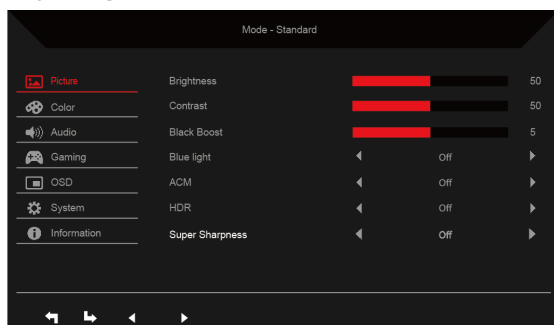 Mode - Standard
Picture
Brightness 50
Color
Contrast 50
Audio
Black Boost 5
Gaming
Blue light Off
OSD
ACM Off
System
HDR Off
Information
Super Sharpness Off